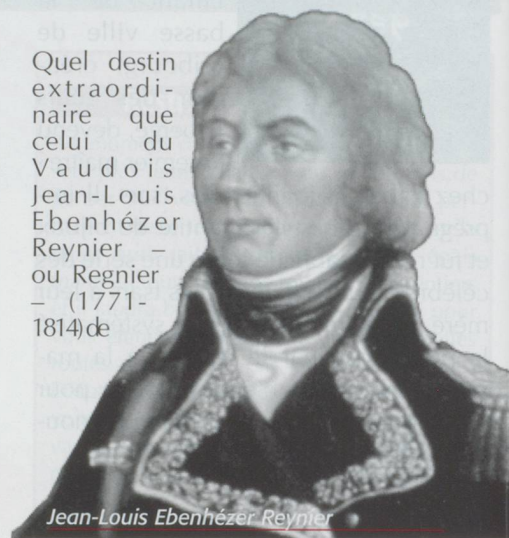 Quel destin
extraordi-
naire que
celui du
Vaudois
Jean-Louis
Ebenhézer
Reynier –
ou Regnier
– (1771-
1814) de
Jean-Louis Ebenhézer Reynier